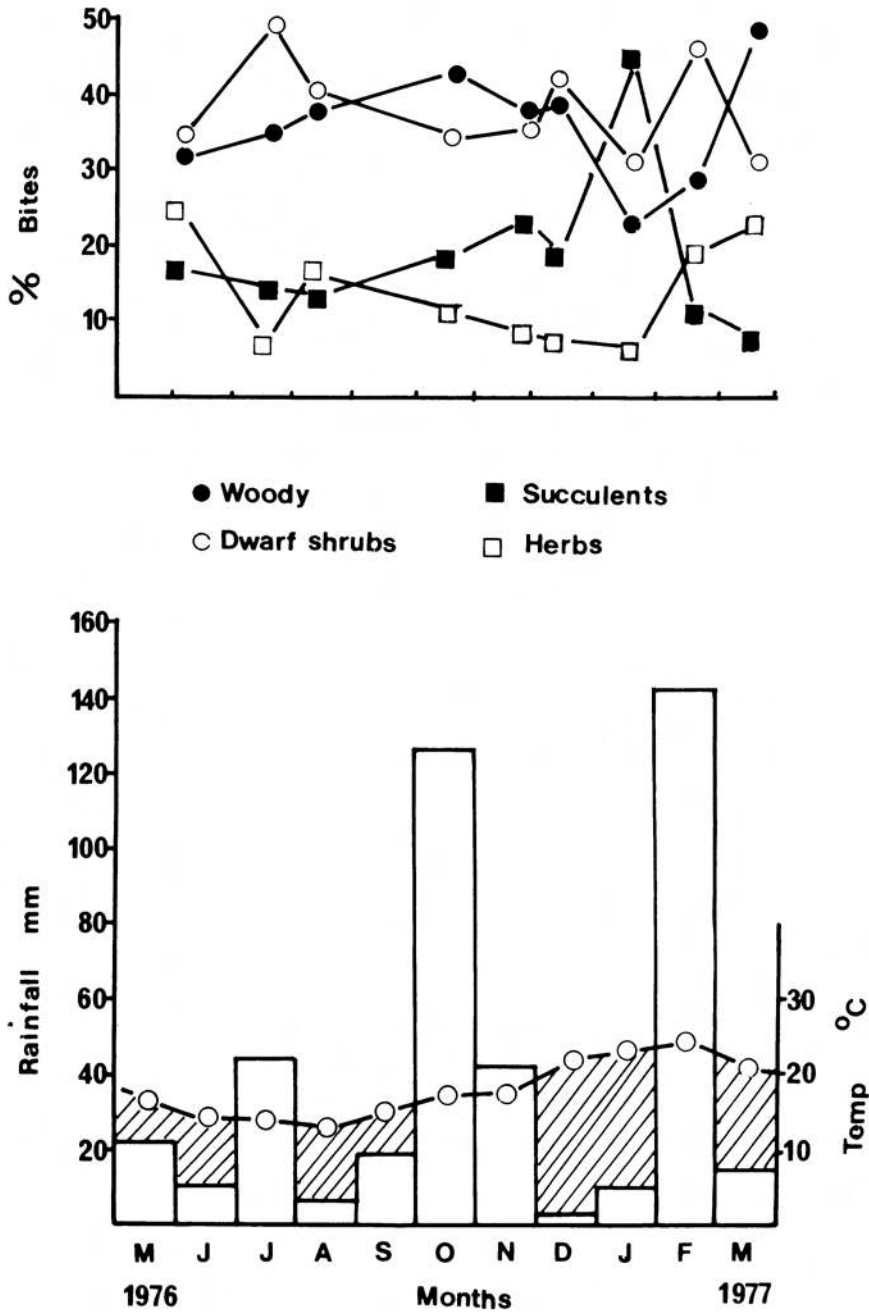 50
40
30
20
10
% Bites
● Woody
■ Succulents
○ Dwarf shrubs
□ Herbs
160
140
120
100
80
60
40
20
Rainfall mm
30
20
10
Temp °C
M J J A S O N D J F M
1976 Months 1977